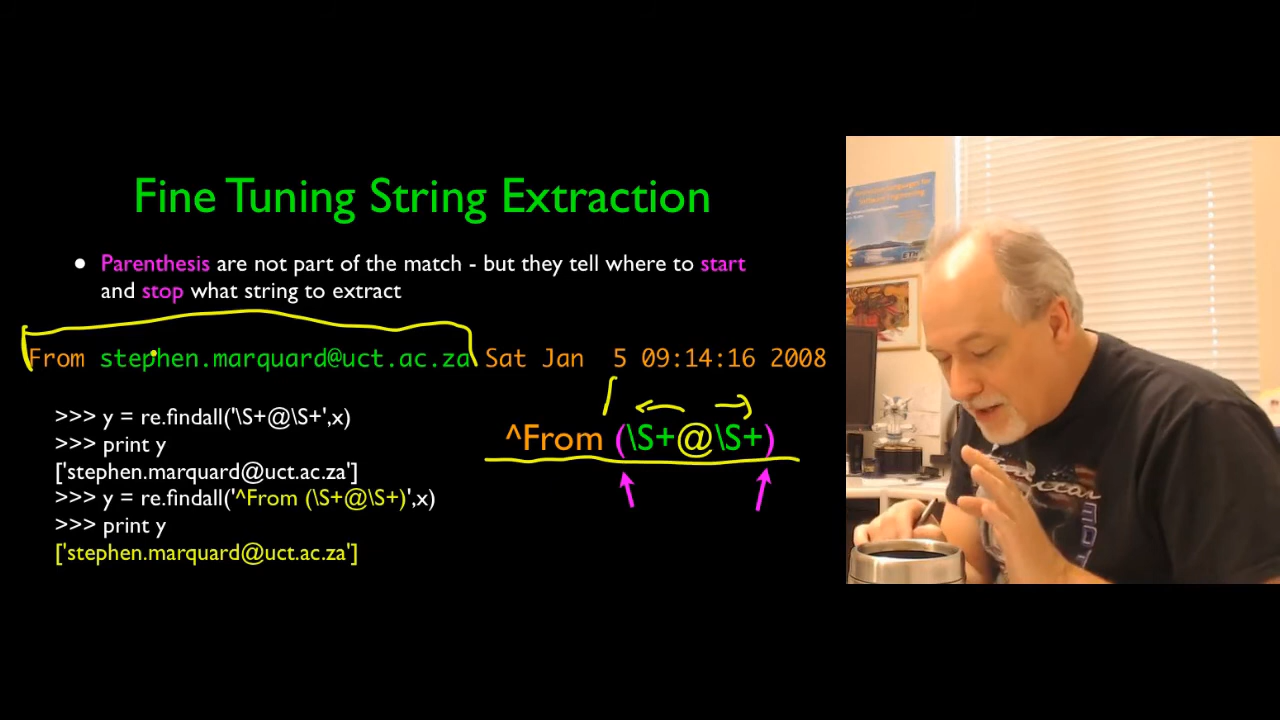 Fine Tuning String Extraction
● Parenthesis are not part of the match - but they tell where to start
and stop what string to extract
From stephen.marquard@uct.ac.za Sat Jan  5 09:14:16 2008
>>> y = re.findall('\S+@\S+',x)
>>> print y
['stephen.marquard@uct.ac.za']
>>> y = re.findall('^From (\S+@\S+)',x)
>>> print y
['stephen.marquard@uct.ac.za']
^From (\S+@\S+)